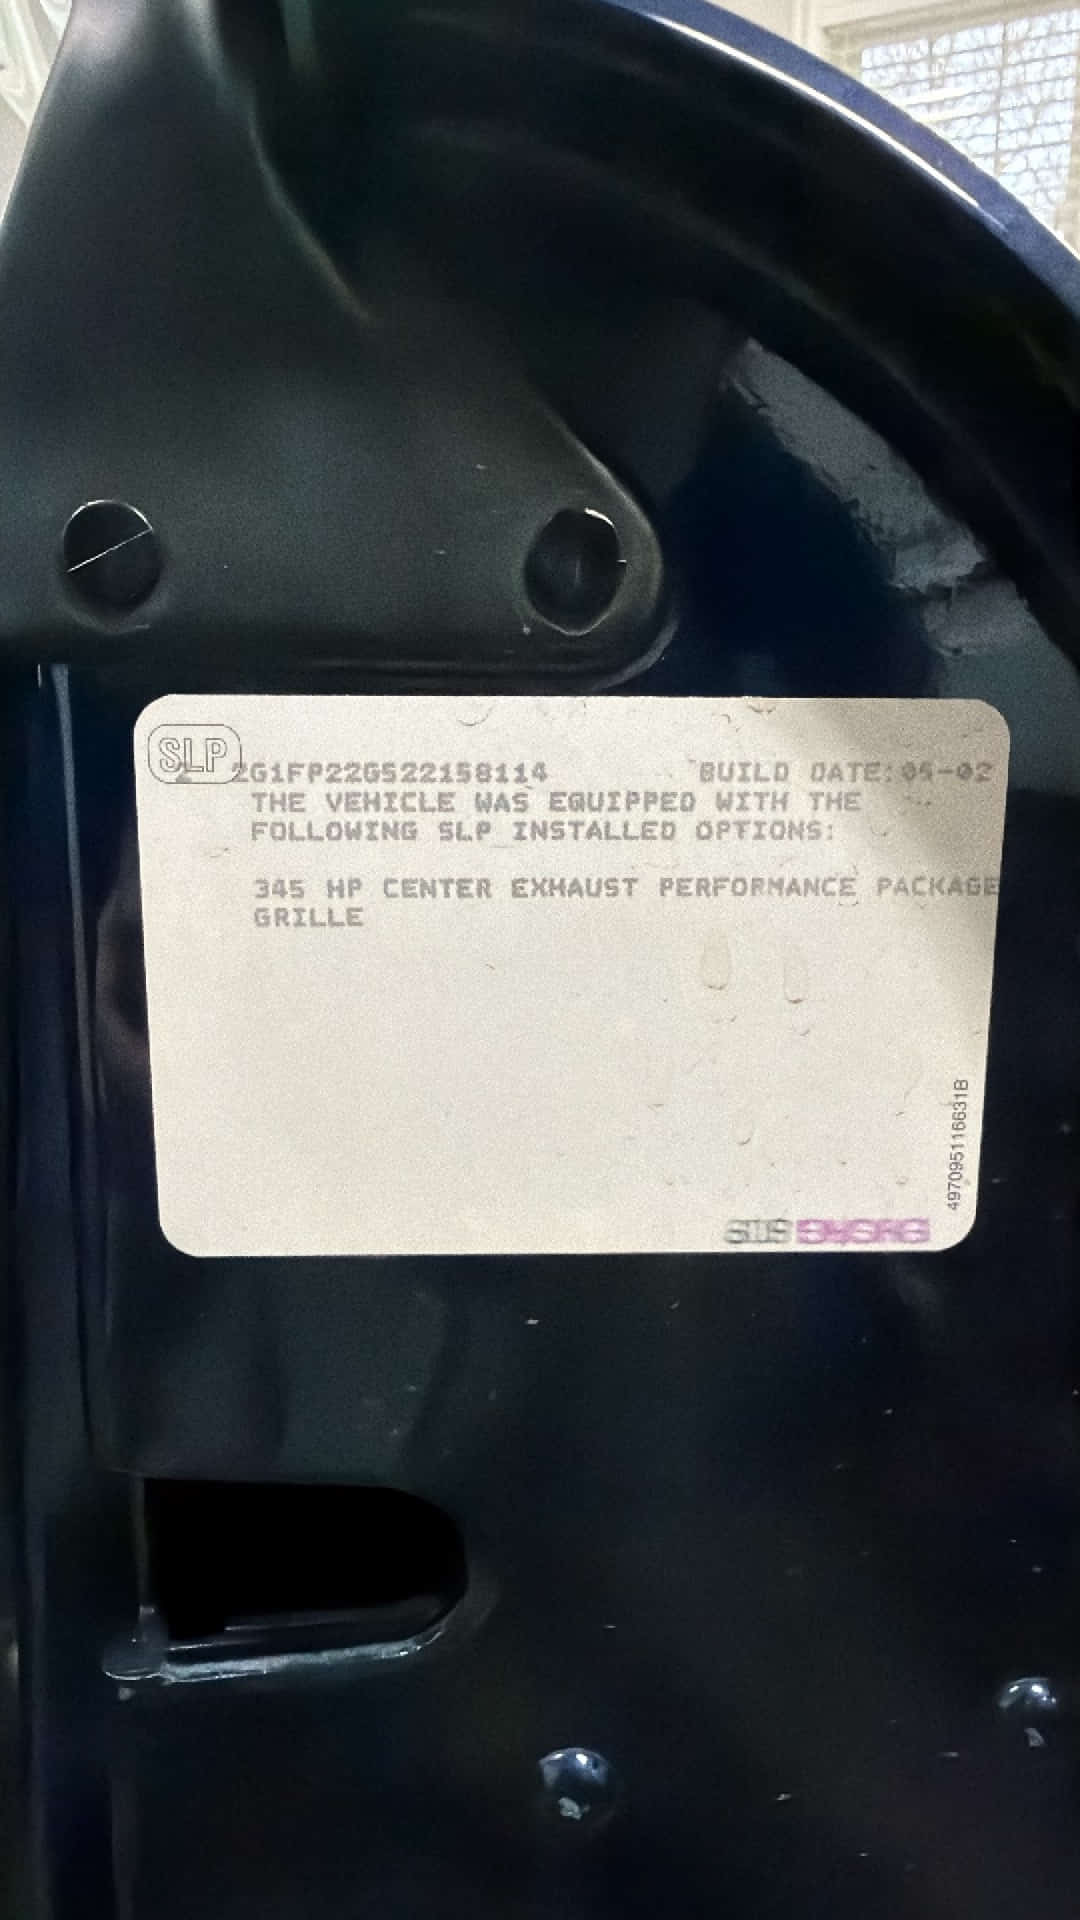 SLP
2G1FP22G522158114 BUILD DATE:05-02
THE VEHICLE WAS EQUIPPED WITH THE
FOLLOWING SLP INSTALLED OPTIONS:
345 HP CENTER EXHAUST PERFORMANCE PACKAGE
GRILLE
497095116631B